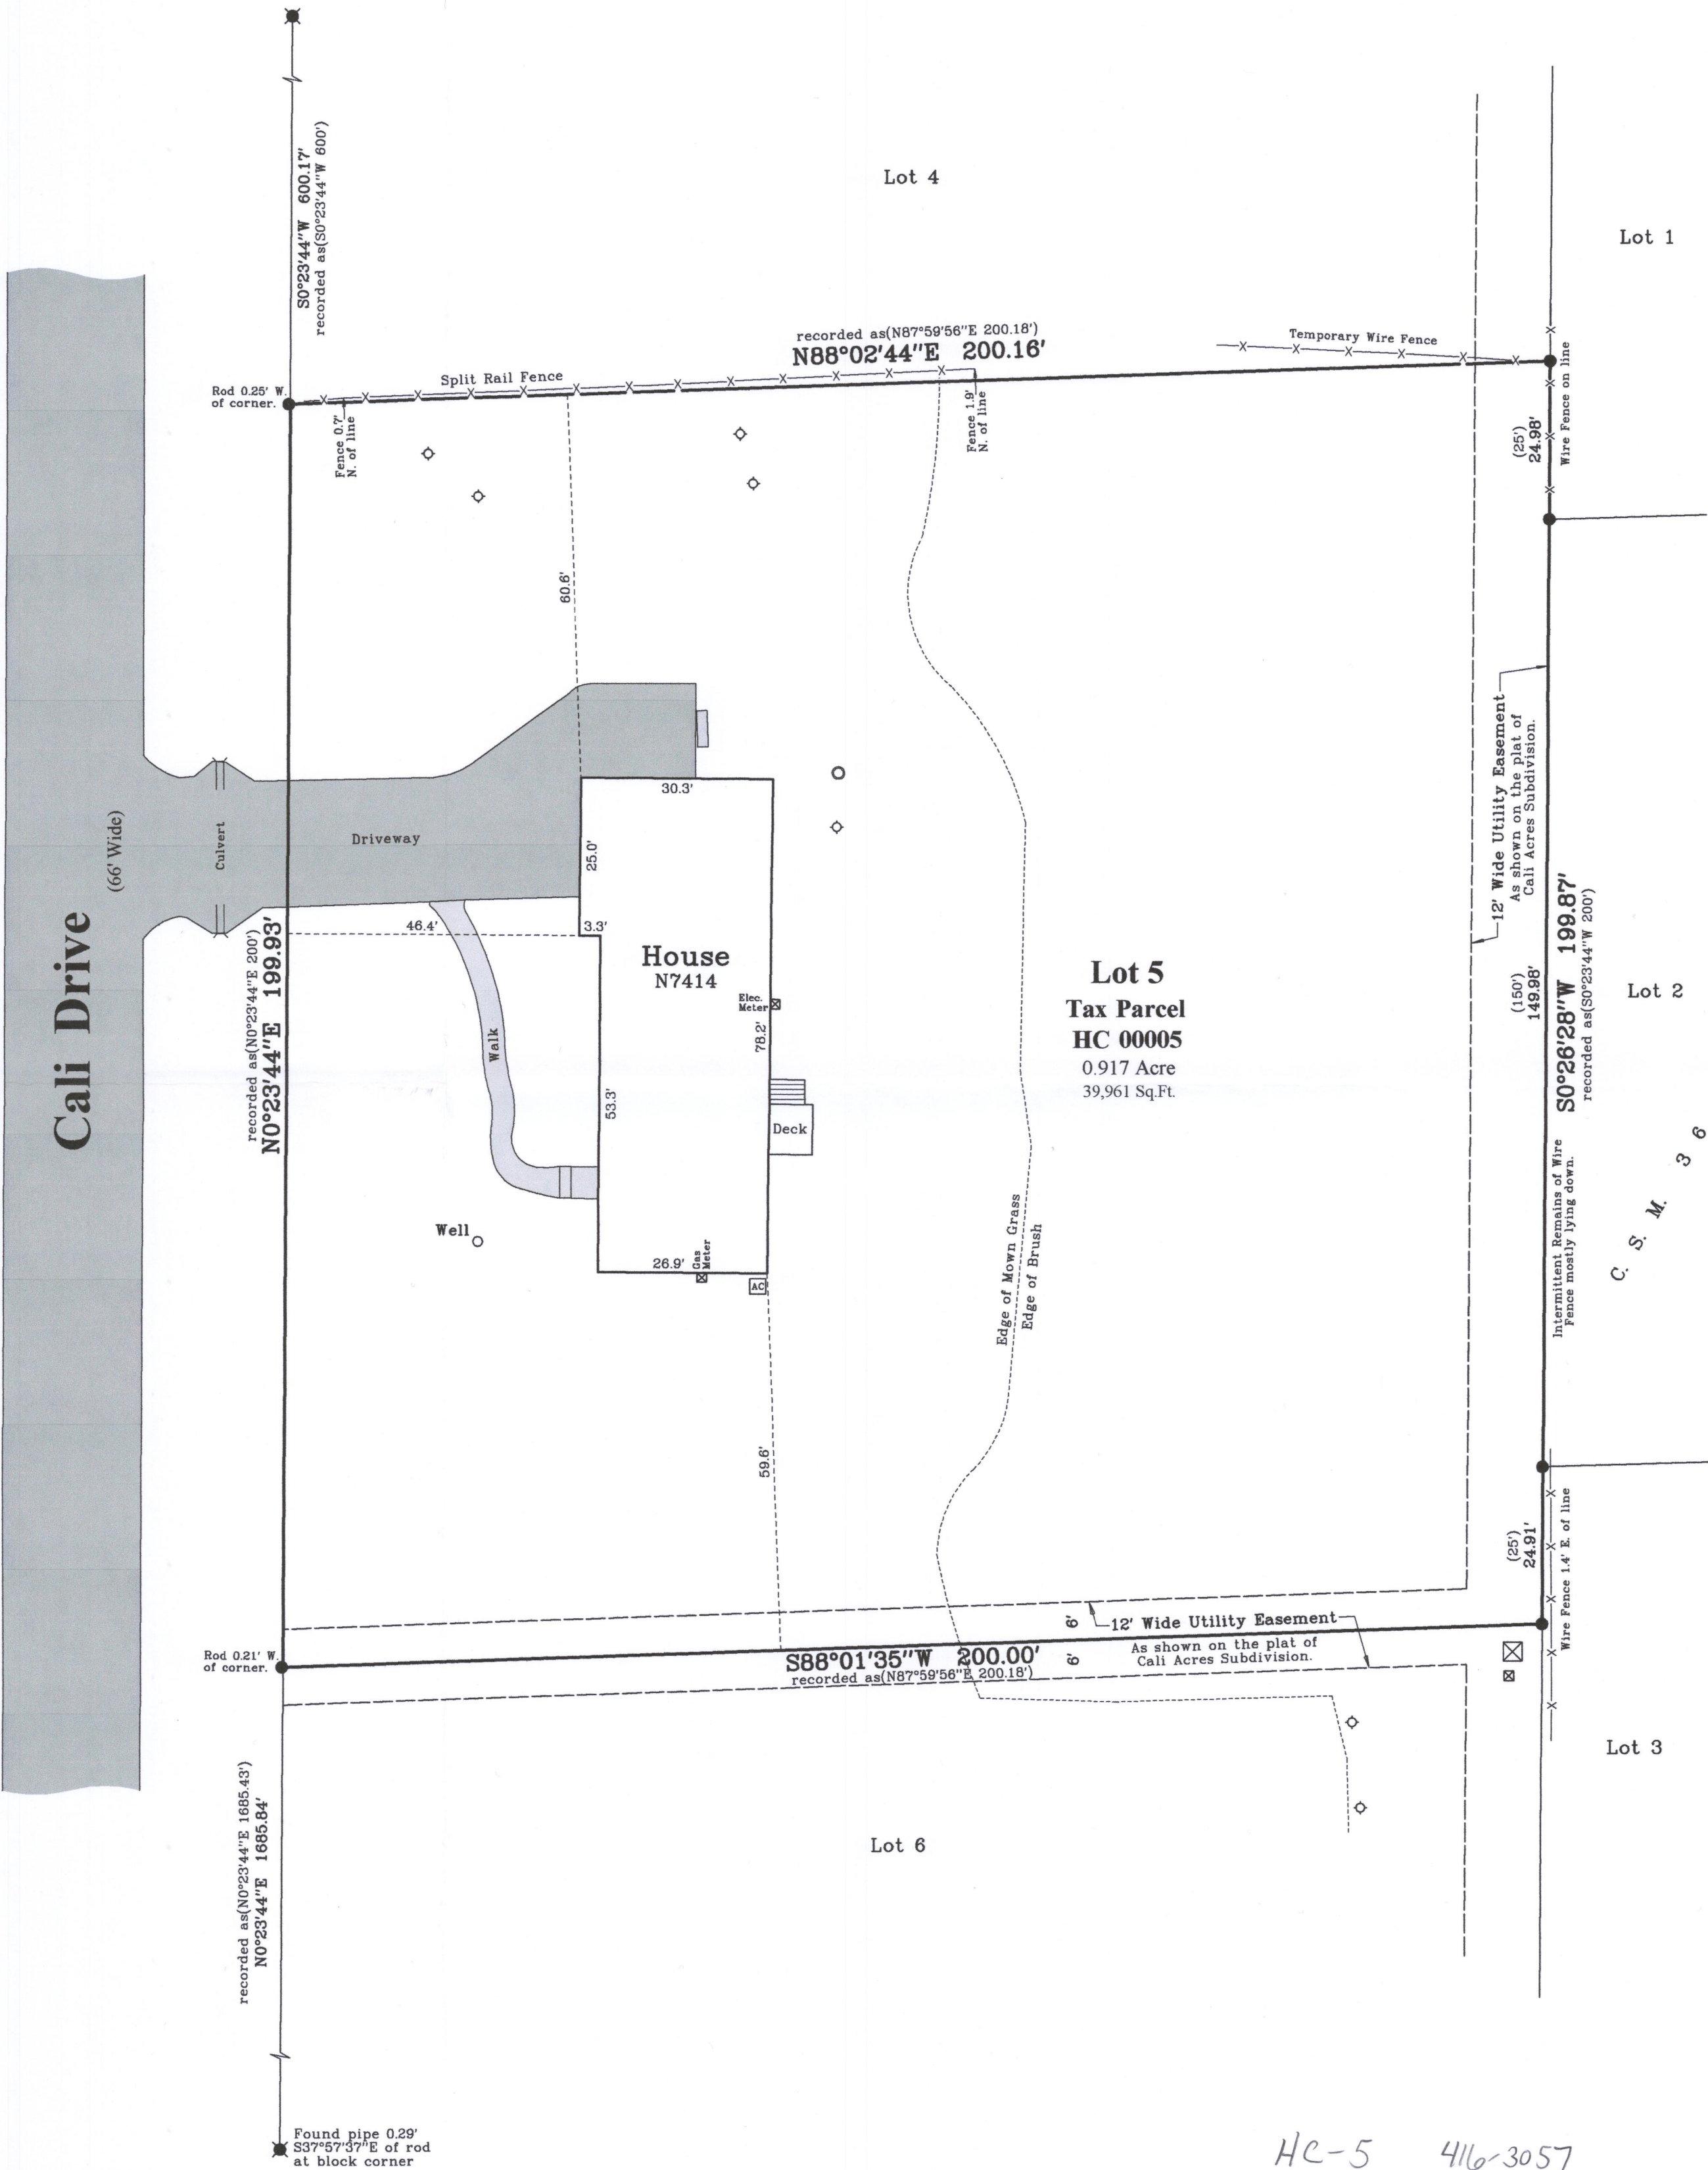 S0°23'44"W 600.17'
recorded as(S0°23'44"W 600')
Lot 4
Lot 1
recorded as(N87°59'56"E 200.18')
N88°02'44"E 200.16'
Temporary Wire Fence
Split Rail Fence
Rod 0.25' W.
of corner.
Fence 0.7'
N. of line
Fence 1.9'
N. of line
(25')
24.98'
Wire Fence on line
60.6'
12' Wide Utility Easement
As shown on the plat of
Cali Acres Subdivision.
Cali Drive
(66' Wide)
Culvert
Driveway
30.3'
25.0'
3.3'
46.4'
House
N7414
Elec.
Meter
78.2'
53.3'
Walk
Deck
Well
26.9'
Gas
Meter
AC
recorded as(N0°23'44"E 200')
N0°23'44"E 199.93'
Lot 5
Tax Parcel
HC 00005
0.917 Acre
39,961 Sq.Ft.
(150')
149.98'
S0°26'28"W 199.87'
recorded as(S0°23'44"W 200')
Lot 2
C. S. M. 36
Intermittent Remains of Wire
Fence mostly lying down.
Edge of Mown Grass
Edge of Brush
59.6'
(25')
24.91'
Wire Fence 1.4' E. of line
6'
6'
12' Wide Utility Easement
As shown on the plat of
Cali Acres Subdivision.
Rod 0.21' W.
of corner.
S88°01'35"W 200.00'
recorded as(N87°59'56"E 200.18')
Lot 3
Lot 6
recorded as(N0°23'44"E 1685.43')
N0°23'44"E 1685.84'
Found pipe 0.29'
S37°57'37"E of rod
at block corner
HC-5 416-3057